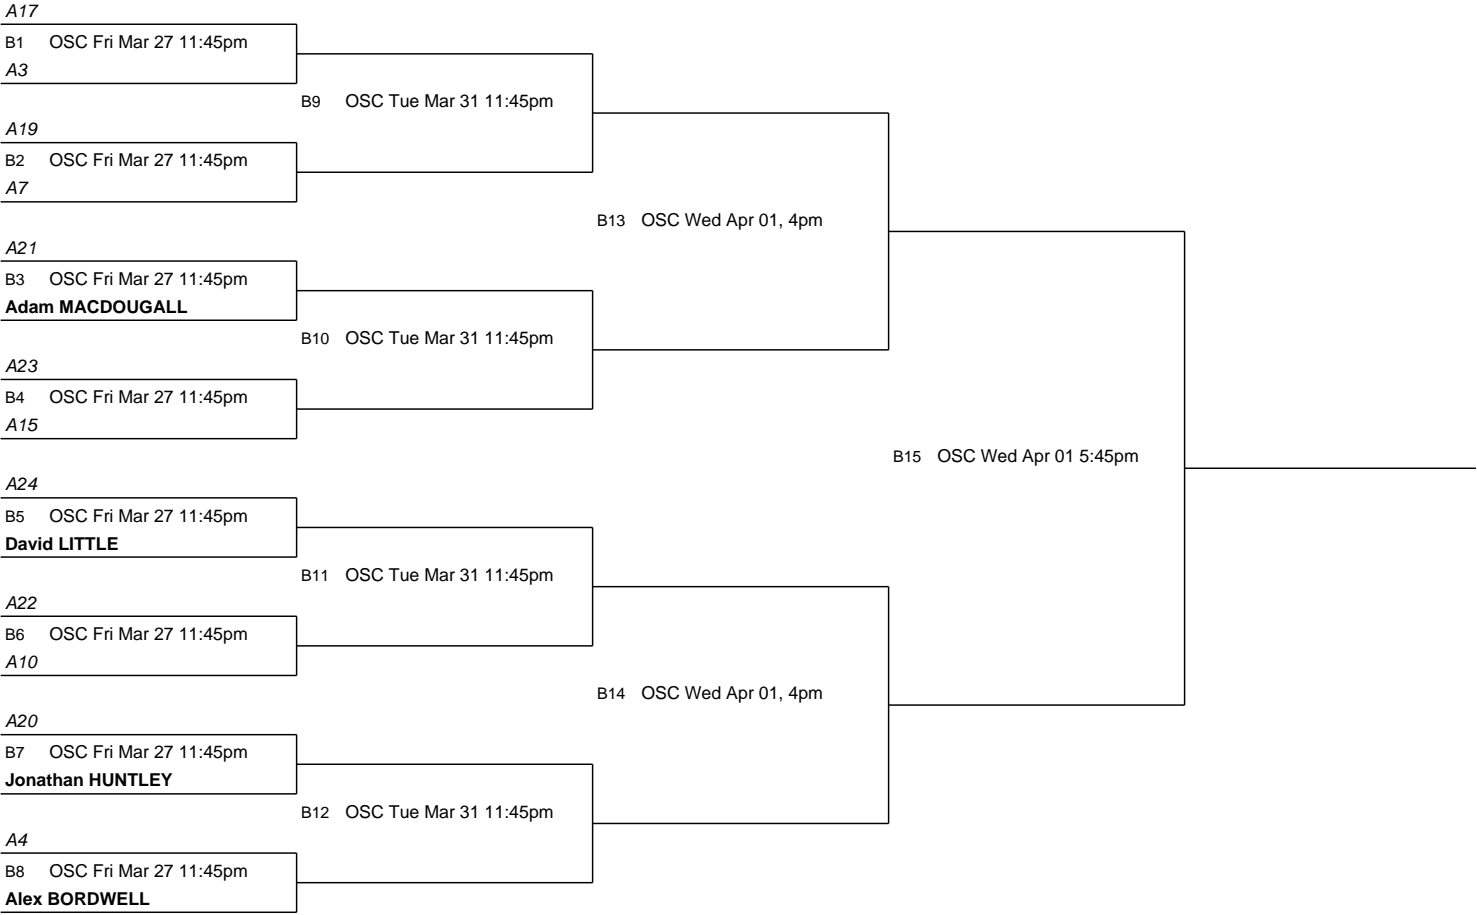 A17
B1 OSC Fri Mar 27 11:45pm
A3
B9 OSC Tue Mar 31 11:45pm
A19
B2 OSC Fri Mar 27 11:45pm
A7
B13 OSC Wed Apr 01, 4pm
A21
B3 OSC Fri Mar 27 11:45pm
Adam MACDOUGALL
B10 OSC Tue Mar 31 11:45pm
A23
B4 OSC Fri Mar 27 11:45pm
A15
B15 OSC Wed Apr 01 5:45pm
A24
B5 OSC Fri Mar 27 11:45pm
David LITTLE
B11 OSC Tue Mar 31 11:45pm
A22
B6 OSC Fri Mar 27 11:45pm
A10
B14 OSC Wed Apr 01, 4pm
A20
B7 OSC Fri Mar 27 11:45pm
Jonathan HUNTLEY
B12 OSC Tue Mar 31 11:45pm
A4
B8 OSC Fri Mar 27 11:45pm
Alex BORDWELL